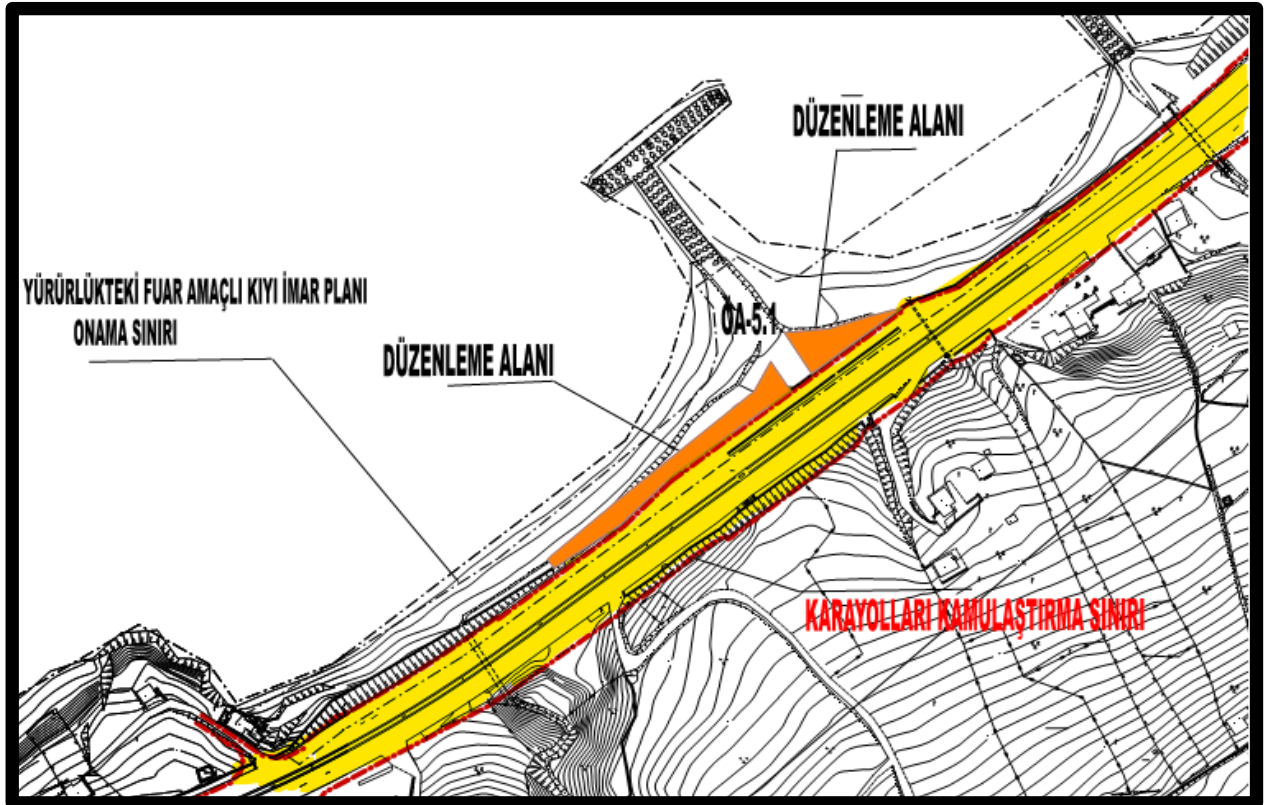 DÜZENLEME ALANI
YÜRÜRLÜKTEKİ FUAR AMAÇLI KIYI İMAR PLANI
ONAMA SINIRI
ÖA-5.1
DÜZENLEME ALANI
KARAYOLLARI KAMULAŞTIRMA SINIRI